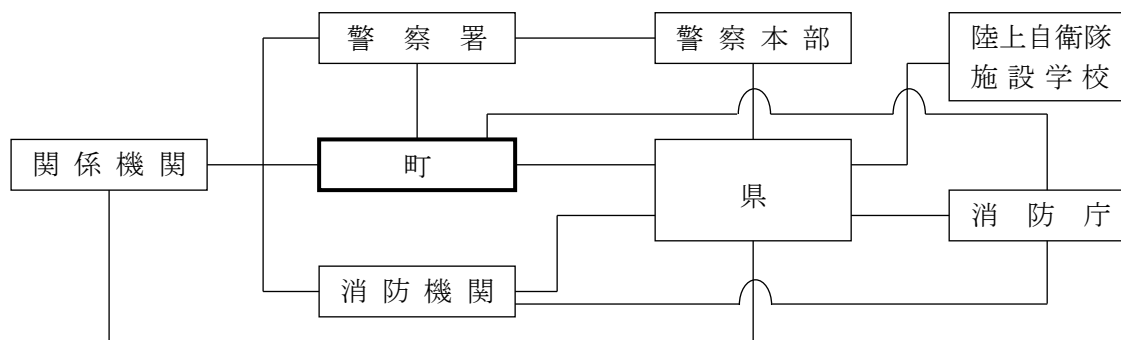 警察署
警察本部
陸上自衛隊
施設学校
関係機関
町
県
消防庁
消防機関